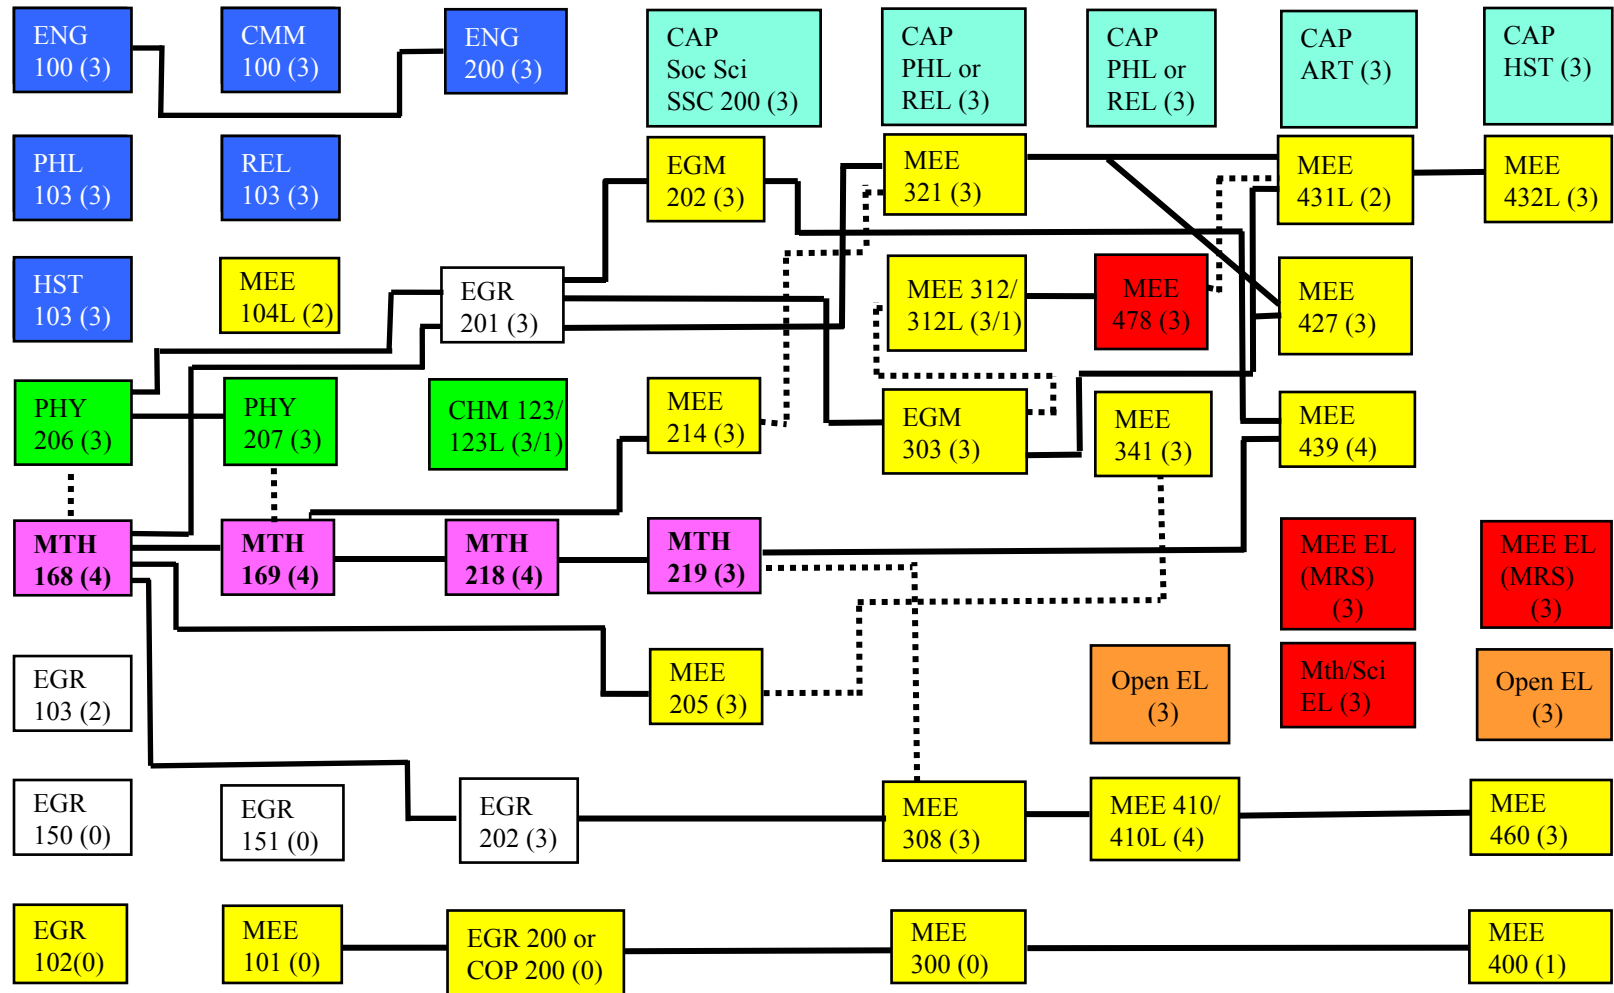 ENG
100 (3)
CMM
100 (3)
ENG
200 (3)
CAP
Soc Sci
SSC 200 (3)
CAP
PHL or
REL (3)
CAP
PHL or
REL (3)
CAP
ART (3)
CAP
HST (3)
PHL
103 (3)
REL
103 (3)
EGM
202 (3)
MEE
321 (3)
MEE
431L (2)
MEE
432L (3)
HST
103 (3)
MEE
104L (2)
EGR
201 (3)
MEE 312/
312L (3/1)
MEE
478 (3)
MEE
427 (3)
PHY
206 (3)
PHY
207 (3)
CHM 123/
123L (3/1)
MEE
214 (3)
EGM
303 (3)
MEE
341 (3)
MEE
439 (4)
MTH
168 (4)
MTH
169 (4)
MTH
218 (4)
MTH
219 (3)
MEE EL
(MRS)
(3)
MEE EL
(MRS)
(3)
EGR
103 (2)
MEE
205 (3)
Open EL
(3)
Mth/Sci
EL (3)
Open EL
(3)
EGR
150 (0)
EGR
151 (0)
EGR
202 (3)
MEE
308 (3)
MEE 410/
410L (4)
MEE
460 (3)
EGR
102(0)
MEE
101 (0)
EGR 200 or
COP 200 (0)
MEE
300 (0)
MEE
400 (1)